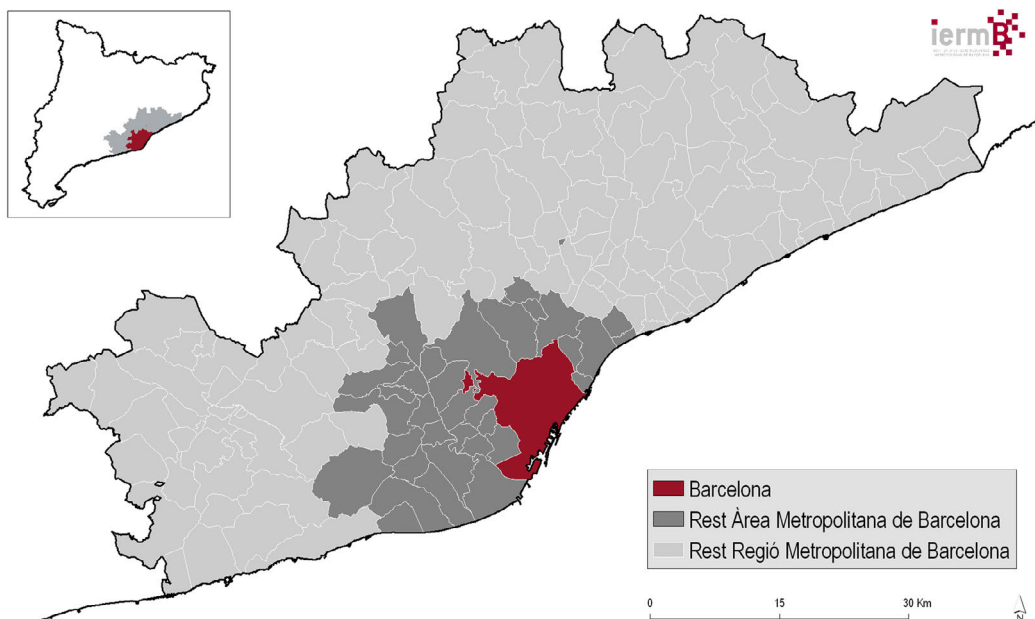 iermB
Barcelona
Rest Àrea Metropolitana de Barcelona
Rest Regió Metropolitana de Barcelona
0 15 30 Km